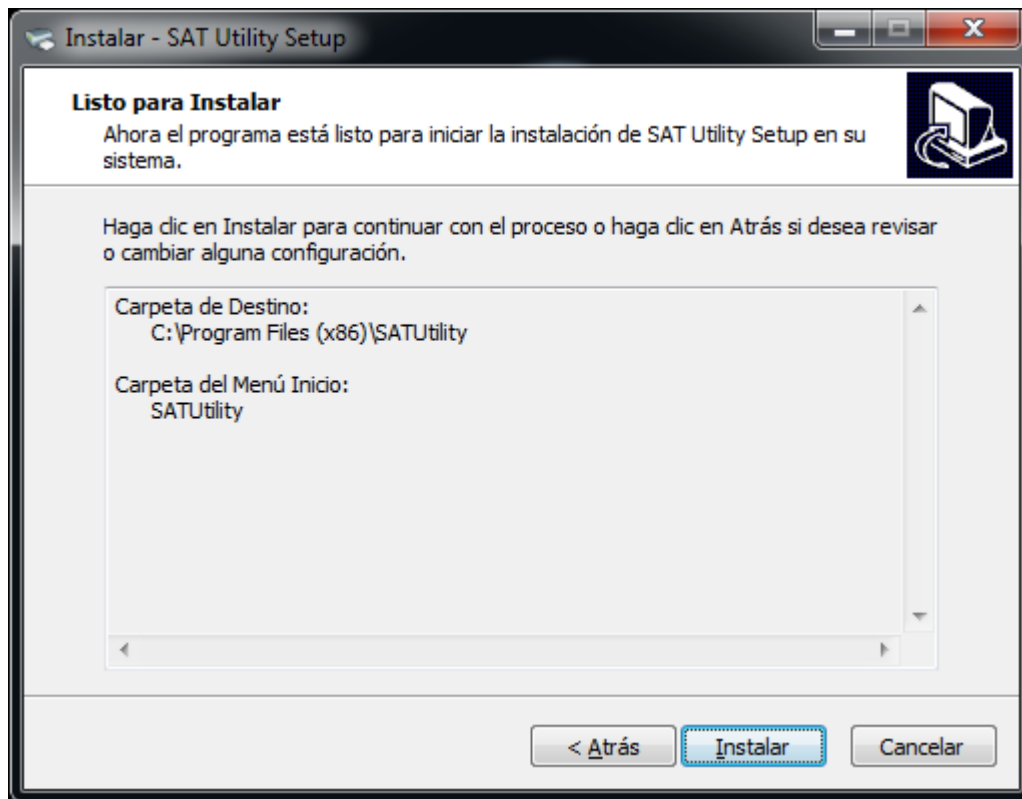 Instalar - SAT Utility Setup
Listo para Instalar
Ahora el programa está listo para iniciar la instalación de SAT Utility Setup en su
sistema.
Haga clic en Instalar para continuar con el proceso o haga clic en Atrás si desea revisar
o cambiar alguna configuración.
Carpeta de Destino:
C:\Program Files (x86)\SATUtility
Carpeta del Menú Inicio:
SATUtility
< Atrás
Instalar
Cancelar